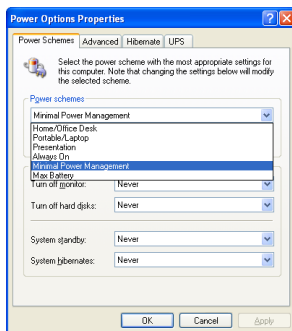 Power Options Properties
Power Schemes Advanced Hibernate UPS
Select the power scheme with the most appropriate settings for
this computer. Note that changing the settings below will modify
the selected scheme.
Power schemes
Minimal Power Management
Home/Office Desk
Portable/Laptop
Presentation
Always On
Minimal Power Management
Max Battery
Turn off monitor: Never
Turn off hard disks: Never
System standby: Never
System hibernates: Never
OK Cancel Apply